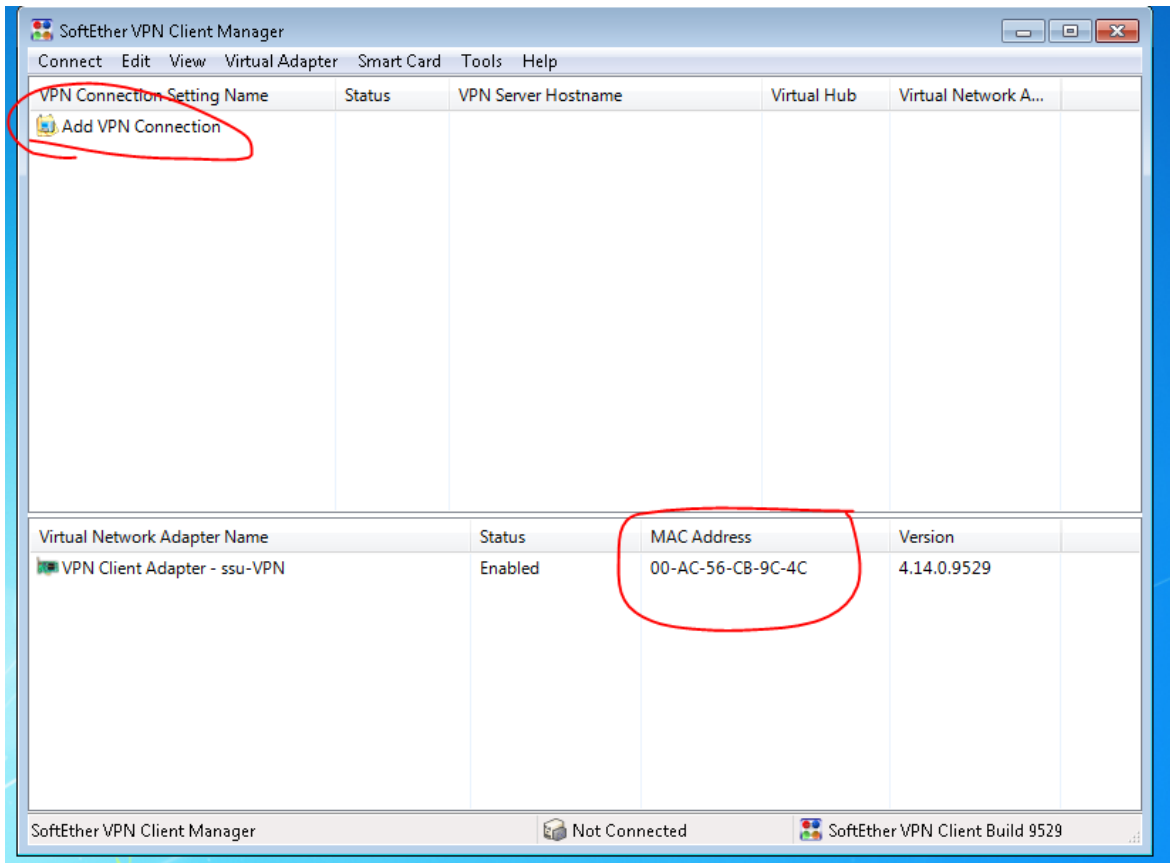 SoftEther VPN Client Manager
Connect Edit View Virtual Adapter Smart Card Tools Help
VPN Connection Setting Name Status VPN Server Hostname Virtual Hub Virtual Network A...
Add VPN Connection
Virtual Network Adapter Name Status MAC Address Version
VPN Client Adapter - ssu-VPN Enabled 00-AC-56-CB-9C-4C 4.14.0.9529
SoftEther VPN Client Manager Not Connected SoftEther VPN Client Build 9529